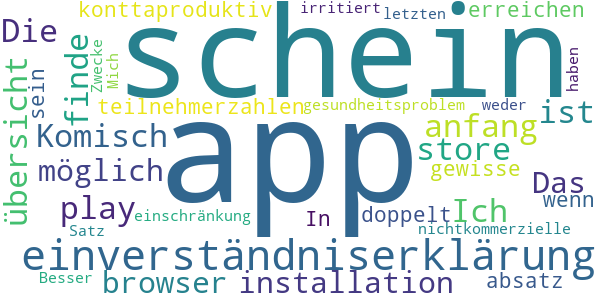 konttaproduktiv irritiert letzten erreichen
Die schein
finde Zwecke Mich haben
übersicht sein teilnehmerzahlen gesundheitsproblem weder ist
Komisch app anfang
möglich store gewisse
play Das wenn
einschränkung In doppelt Ich
Satz nichtkommerzielle
einverständniserklärung
Besser browser installation absatz